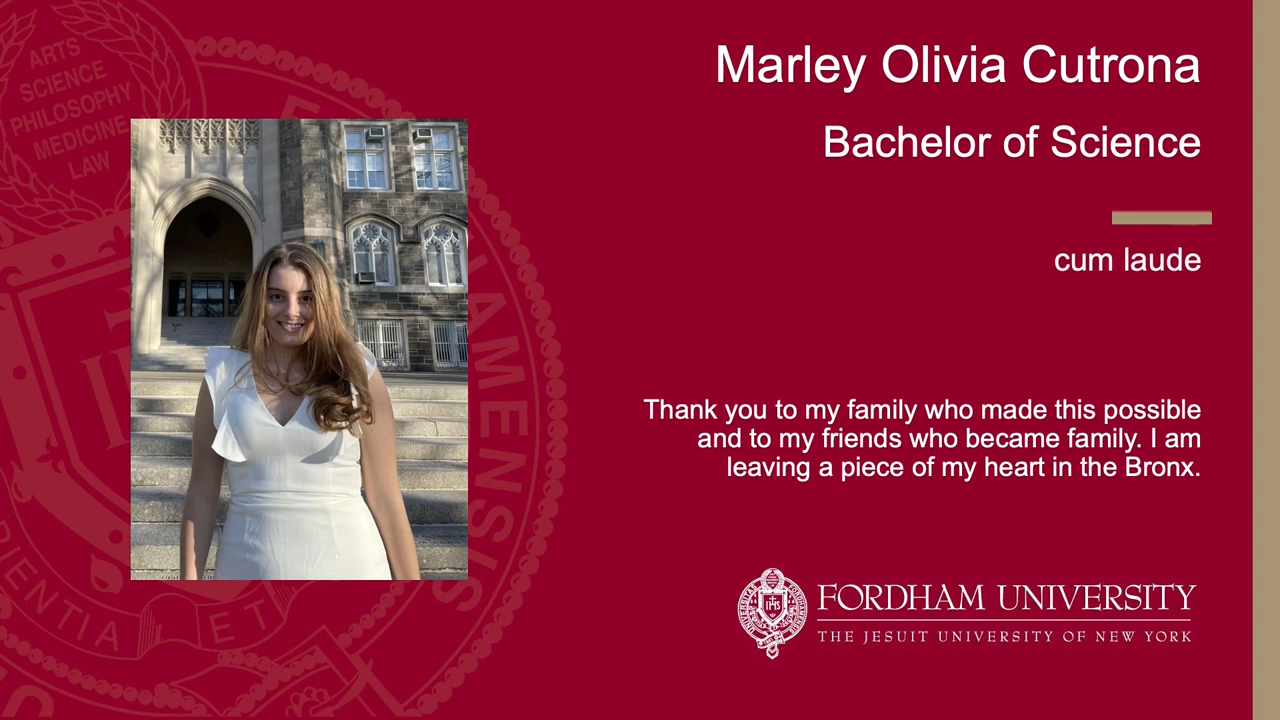 Marley Olivia Cutrona
Bachelor of Science
cum laude
Thank you to my family who made this possible
and to my friends who became family. I am
leaving a piece of my heart in the Bronx.
FORDHAM UNIVERSITY
THE JESUIT UNIVERSITY OF NEW YORK
ARTS
SCIENCE
PHILOSOPHY
MEDICINE
LAW
ET
IHS